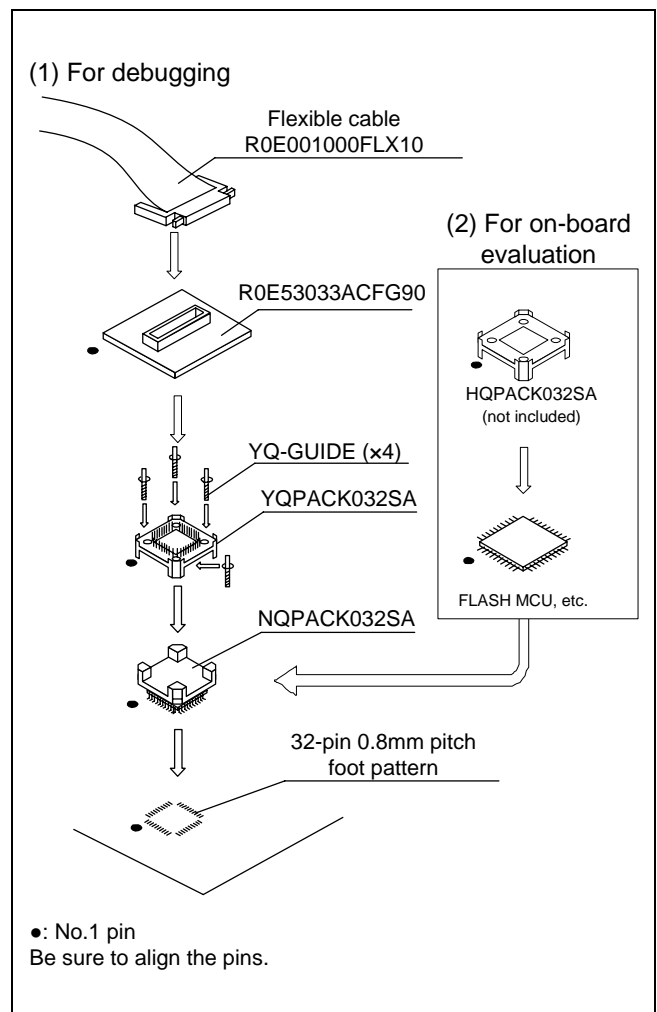 (1) For debugging
Flexible cable
R0E001000FLX10
(2) For on-board
evaluation
R0E53033ACFG90
HQPACK032SA
(not included)
YQ-GUIDE (×4)
YQPACK032SA
FLASH MCU, etc.
NQPACK032SA
32-pin 0.8mm pitch
foot pattern
●: No.1 pin
Be sure to align the pins.